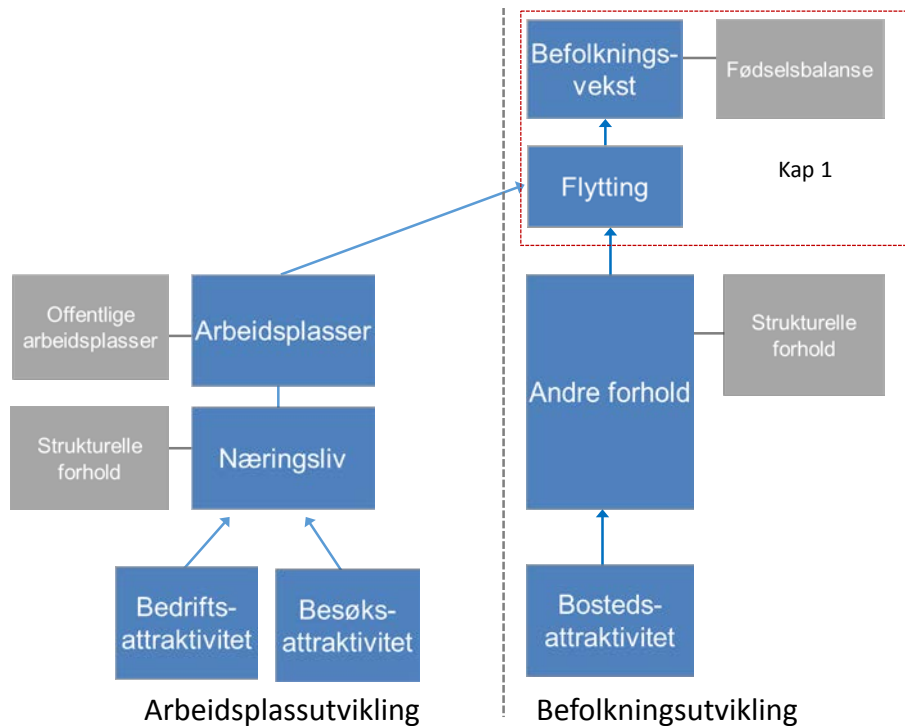 Befolknings-
vekst
Fødselsbalanse
Kap 1
Flytting
Offentlige
arbeidsplasser
Arbeidsplasser
Strukturelle
forhold
Andre forhold
Strukturelle
forhold
Næringsliv
Bedrifts-
attraktivitet
Besøks-
attraktivitet
Bosteds-
attraktivitet
Arbeidsplassutvikling
Befolkningsutvikling